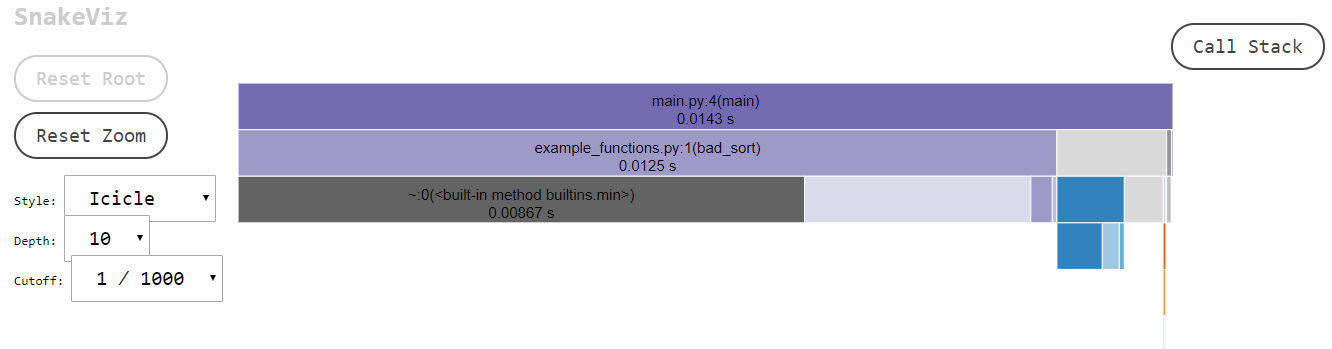 SnakeViz
Call Stack
Reset Root
Reset Zoom
Style: Icicle
Depth: 10
Cutoff: 1 / 1000
main.py:4(main)
0.0143 s
example_functions.py:1(bad_sort)
0.0125 s
~:0(<built-in method builtins.min>)
0.00867 s